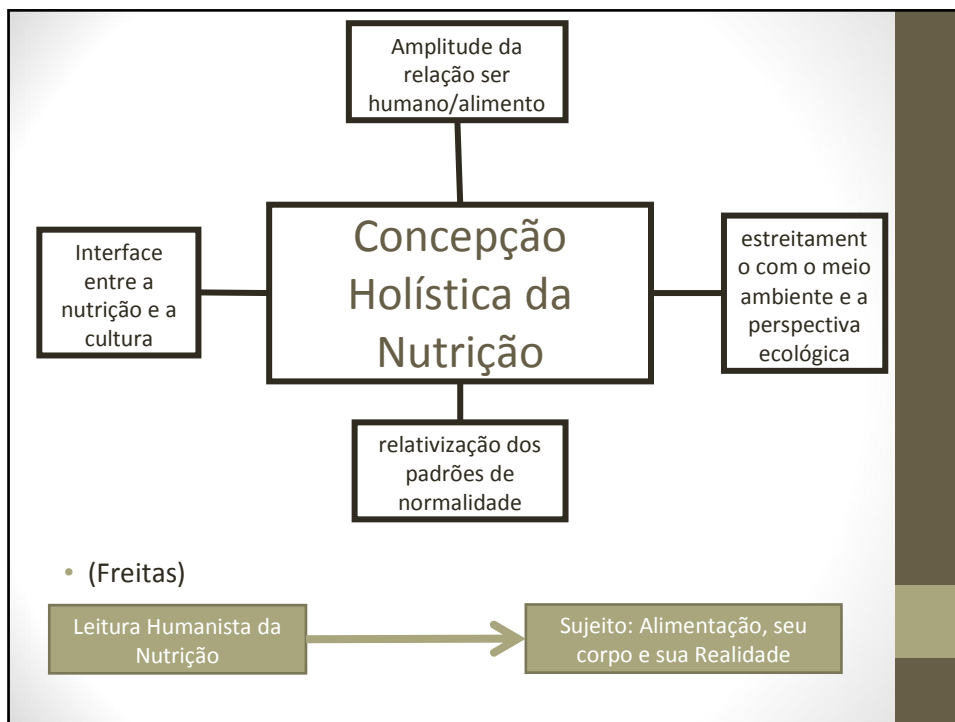 Amplitude da
relação ser
humano/alimento
Interface
entre a
nutrição e a
cultura
Concepção
Holística da
Nutrição
estreitament
o com o meio
ambiente e a
perspectiva
ecológica
relativização dos
padrões de
normalidade
• (Freitas)
Leitura Humanista da
Nutrição
Sujeito: Alimentação, seu
corpo e sua Realidade